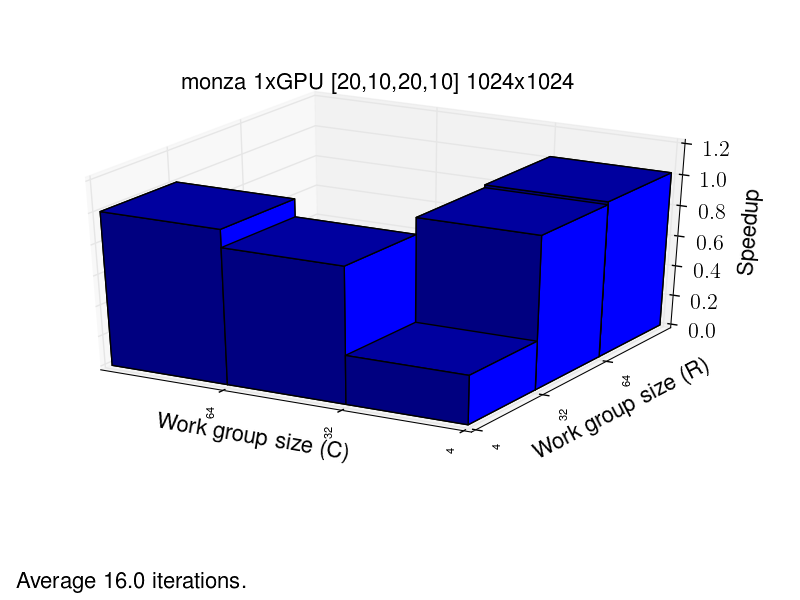 monza 1xGPU [20,10,20,10] 1024x1024
1.2
1.0
0.8
0.6
0.4
0.2
0.0
Speedup
64
32
4
Work group size (C)
4
32
64
Work group size (R)
Average 16.0 iterations.